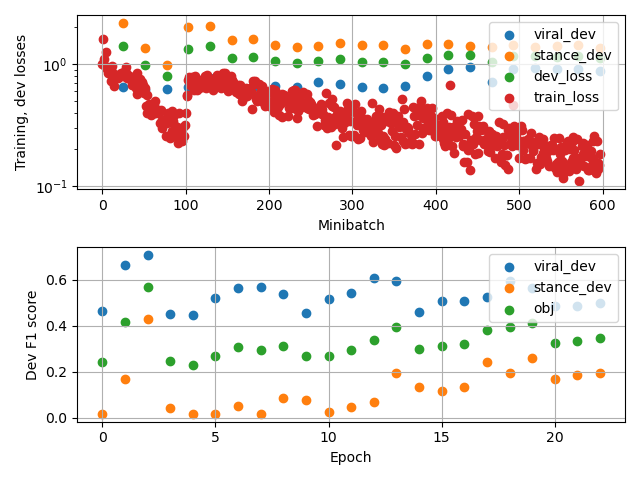 Training, dev losses
10⁰
10⁻¹
viral_dev
stance_dev
dev_loss
train_loss
0 100 200 300 400 500 600
Minibatch
Dev F1 score
0.6
0.4
0.2
0.0
viral_dev
stance_dev
obj
0 5 10 15 20
Epoch